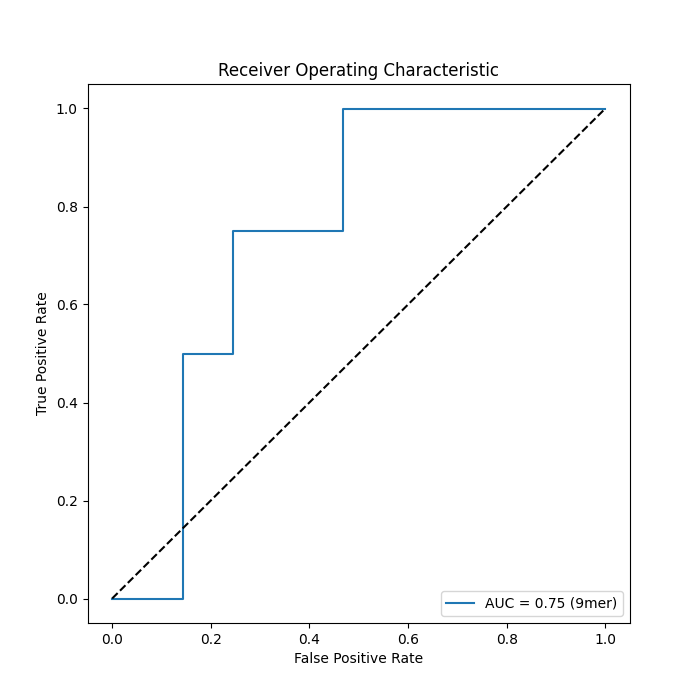 Receiver Operating Characteristic
True Positive Rate
1.0
0.8
0.6
0.4
0.2
0.0
AUC = 0.75 (9mer)
0.0 0.2 0.4 0.6 0.8 1.0
False Positive Rate